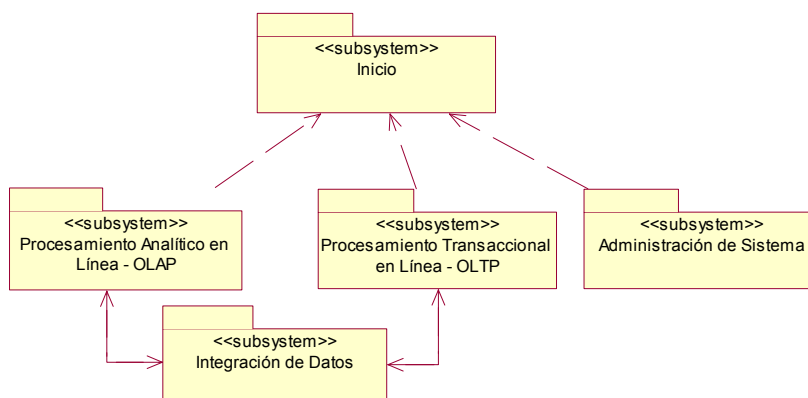 <<subsystem>>
Inicio
<<subsystem>>
Procesamiento Analítico en
Línea - OLAP
<<subsystem>>
Procesamiento Transaccional
en Línea - OLTP
<<subsystem>>
Administración de Sistema
<<subsystem>>
Integración de Datos